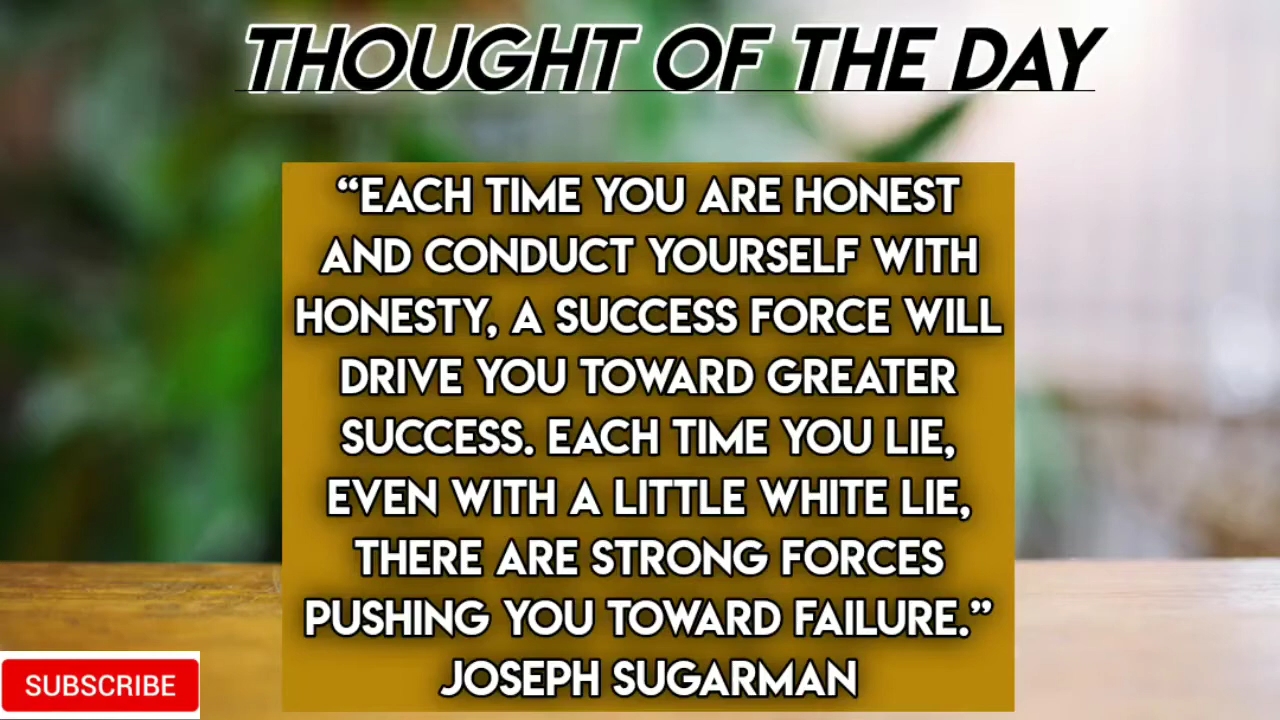 THOUGHT OF THE DAY
“EACH TIME YOU ARE HONEST
AND CONDUCT YOURSELF WITH
HONESTY, A SUCCESS FORCE WILL
DRIVE YOU TOWARD GREATER
SUCCESS. EACH TIME YOU LIE,
EVEN WITH A LITTLE WHITE LIE,
THERE ARE STRONG FORCES
PUSHING YOU TOWARD FAILURE.”
JOSEPH SUGARMAN
SUBSCRIBE